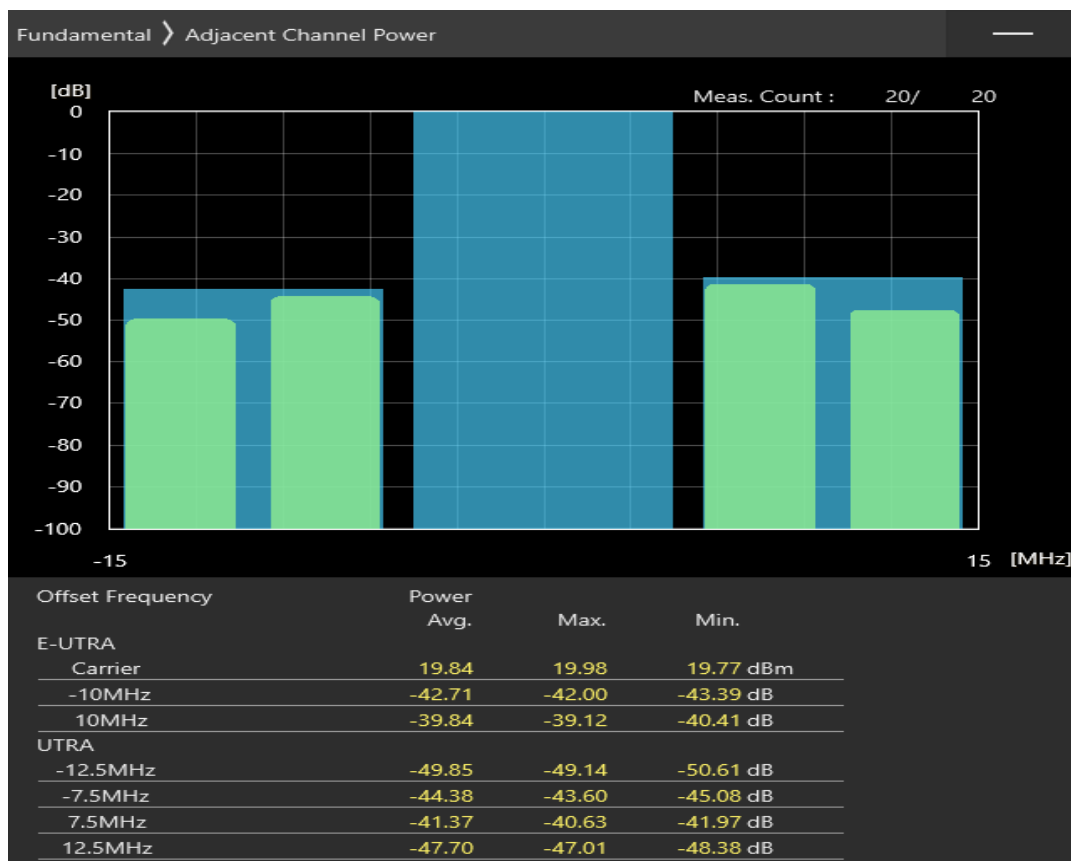 Fundamental ❯ Adjacent Channel Power
[dB]
Meas. Count : 20/ 20
0
-10
-20
-30
-40
-50
-60
-70
-80
-90
-100
-15 15 [MHz]
Offset Frequency Power
Avg. Max. Min.
E-UTRA
Carrier 19.84 19.98 19.77 dBm
-10MHz -42.71 -42.00 -43.39 dB
10MHz -39.84 -39.12 -40.41 dB
UTRA
-12.5MHz -49.85 -49.14 -50.61 dB
-7.5MHz -44.38 -43.60 -45.08 dB
7.5MHz -41.37 -40.63 -41.97 dB
12.5MHz -47.70 -47.01 -48.38 dB